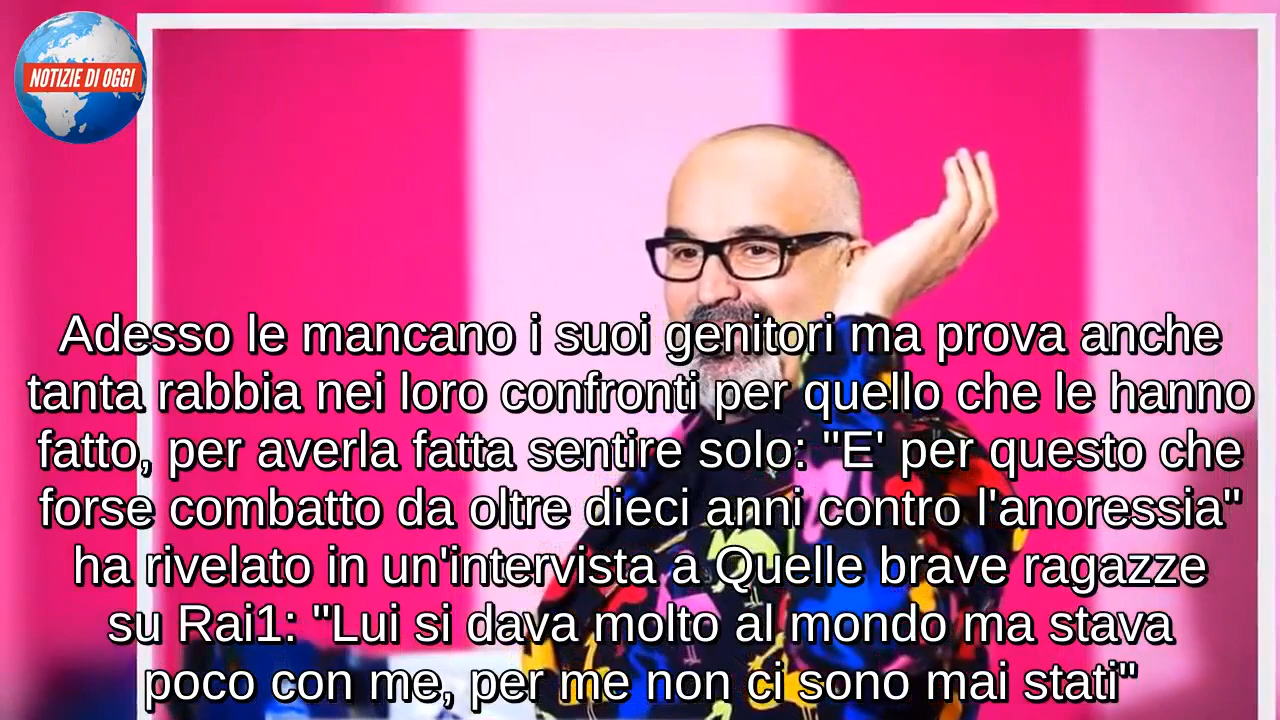 NOTIZIE DI OGGI
Adesso le mancano i suoi genitori ma prova anche
tanta rabbia nei loro confronti per quello che le hanno
fatto, per averla fatta sentire solo: "E' per questo che
forse combatto da oltre dieci anni contro l'anoressia"
ha rivelato in un'intervista a Quelle brave ragazze
su Rai1: "Lui si dava molto al mondo ma stava
poco con me, per me non ci sono mai stati"